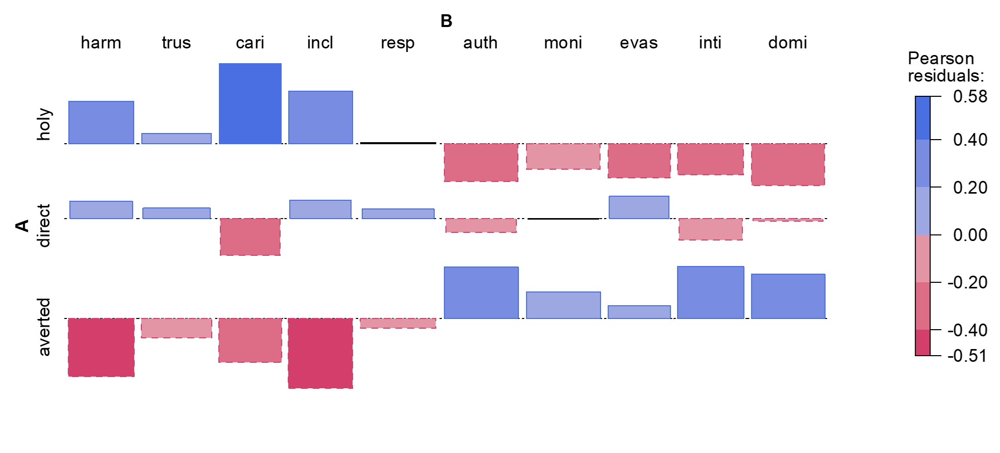 B
harm trus cari incl resp auth moni evas inti domi
Pearson
residuals:
0.58
0.40
0.20
0.00
-0.20
-0.40
-0.51
A
holy
direct
averted